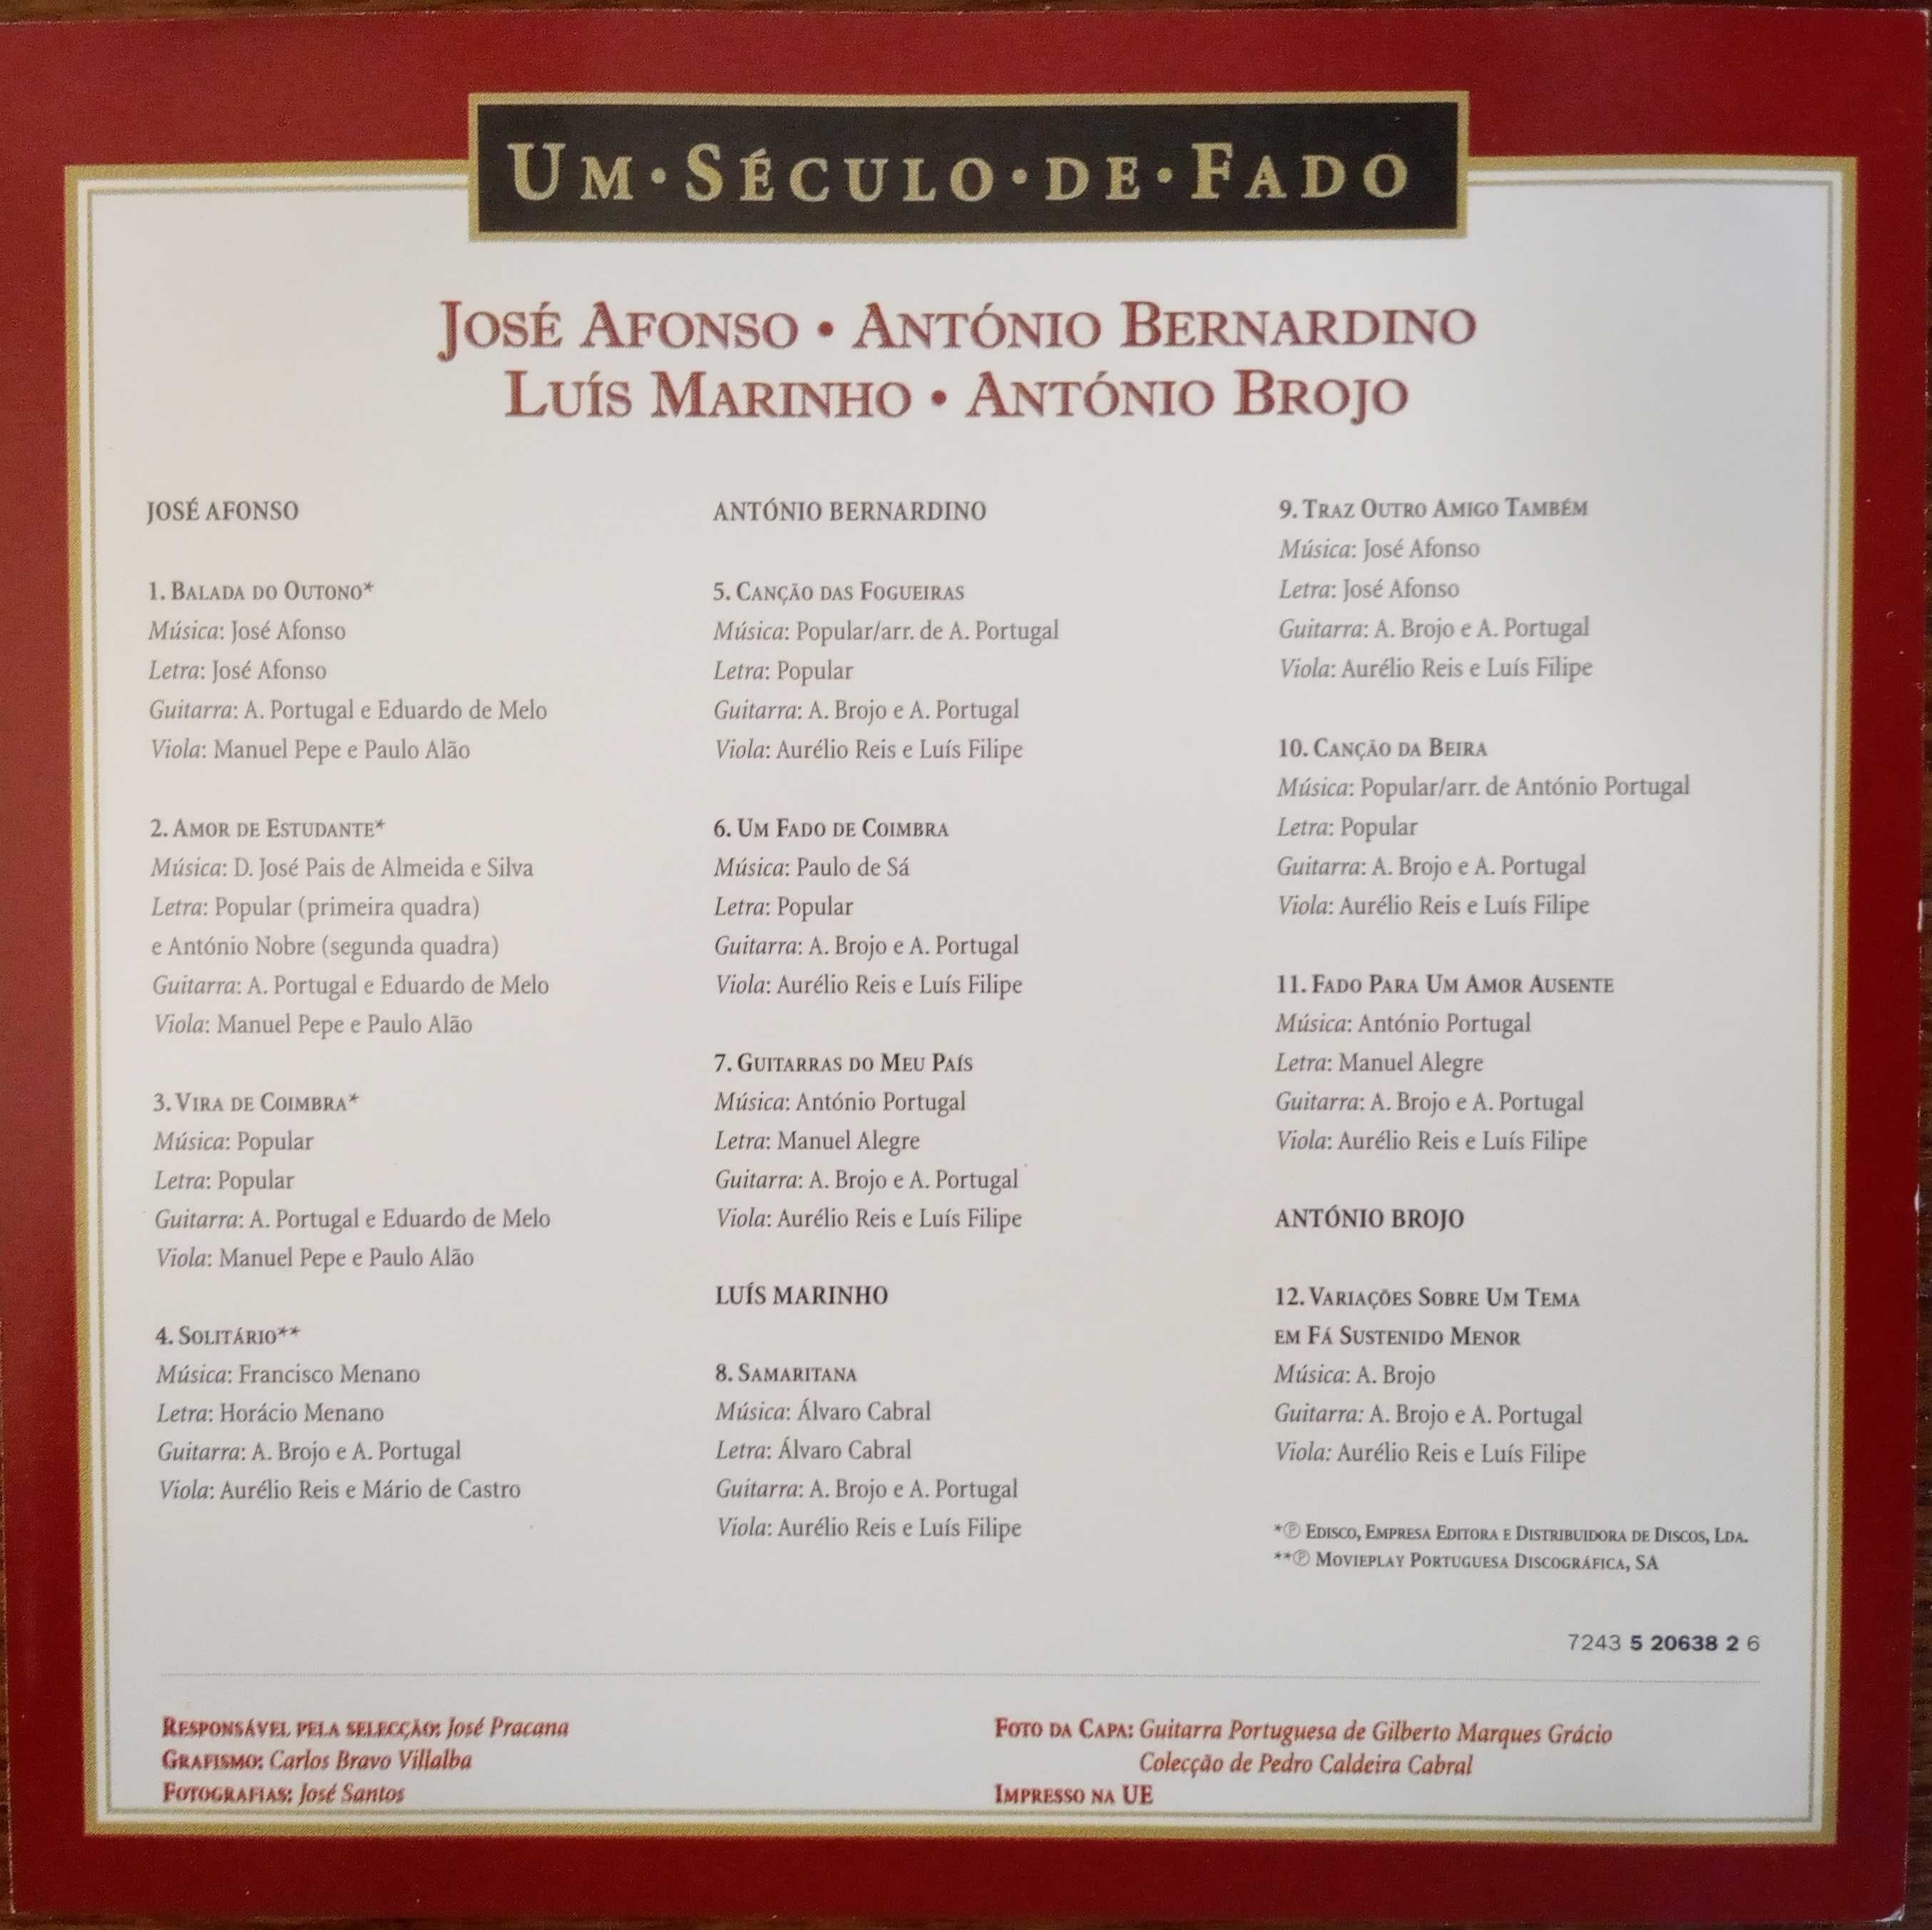 UM • SÉCULO • DE • FADO
JOSÉ AFONSO • ANTÓNIO BERNARDINO
LUÍS MARINHO • ANTÓNIO BROJO
JOSÉ AFONSO
1. BALADA DO OUTONO*
Música: José Afonso
Letra: José Afonso
Guitarra: A. Portugal e Eduardo de Melo
Viola: Manuel Pepe e Paulo Alão
2. AMOR DE ESTUDANTE*
Música: D. José Pais de Almeida e Silva
Letra: Popular (primeira quadra)
e António Nobre (segunda quadra)
Guitarra: A. Portugal e Eduardo de Melo
Viola: Manuel Pepe e Paulo Alão
3. VIRA DE COIMBRA*
Música: Popular
Letra: Popular
Guitarra: A. Portugal e Eduardo de Melo
Viola: Manuel Pepe e Paulo Alão
4. SOLITÁRIO**
Música: Francisco Menano
Letra: Horácio Menano
Guitarra: A. Brojo e A. Portugal
Viola: Aurélio Reis e Mário de Castro
ANTÓNIO BERNARDINO
5. CANÇÃO DAS FOGUEIRAS
Música: Popular/arr. de A. Portugal
Letra: Popular
Guitarra: A. Brojo e A. Portugal
Viola: Aurélio Reis e Luís Filipe
6. UM FADO DE COIMBRA
Música: Paulo de Sá
Letra: Popular
Guitarra: A. Brojo e A. Portugal
Viola: Aurélio Reis e Luís Filipe
7. GUITARRAS DO MEU PAÍS
Música: António Portugal
Letra: Manuel Alegre
Guitarra: A. Brojo e A. Portugal
Viola: Aurélio Reis e Luís Filipe
LUÍS MARINHO
8. SAMARITANA
Música: Álvaro Cabral
Letra: Álvaro Cabral
Guitarra: A. Brojo e A. Portugal
Viola: Aurélio Reis e Luís Filipe
9. TRAZ OUTRO AMIGO TAMBÉM
Música: José Afonso
Letra: José Afonso
Guitarra: A. Brojo e A. Portugal
Viola: Aurélio Reis e Luís Filipe
10. CANÇÃO DA BEIRA
Música: Popular/arr. de António Portugal
Letra: Popular
Guitarra: A. Brojo e A. Portugal
Viola: Aurélio Reis e Luís Filipe
11. FADO PARA UM AMOR AUSENTE
Música: António Portugal
Letra: Manuel Alegre
Guitarra: A. Brojo e A. Portugal
Viola: Aurélio Reis e Luís Filipe
ANTÓNIO BROJO
12. VARIAÇÕES SOBRE UM TEMA
EM FÁ SUSTENIDO MENOR
Música: A. Brojo
Guitarra: A. Brojo e A. Portugal
Viola: Aurélio Reis e Luís Filipe
*℗ EDISCO, EMPRESA EDITORA E DISTRIBUIDORA DE DISCOS, LDA.
**℗ MOVIEPLAY PORTUGUESA DISCOGRÁFICA, SA
7243 5 20638 2 6
RESPONSÁVEL PELA SELECÇÃO: José Pracana
GRAFISMO: Carlos Bravo Villalba
FOTOGRAFIAS: José Santos
FOTO DA CAPA: Guitarra Portuguesa de Gilberto Marques Grácio
Colecção de Pedro Caldeira Cabral
IMPRESSO NA UE